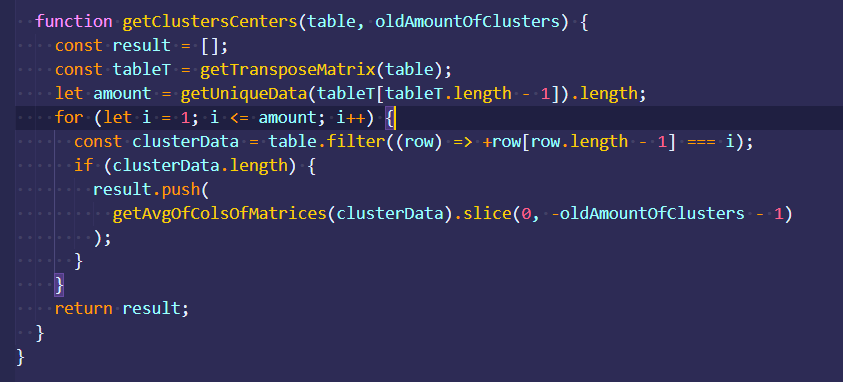 function getClustersCenters(table, oldAmountOfClusters) {
const result = [];
const tableT = getTransposeMatrix(table);
let amount = getUniqueData(tableT[tableT.length - 1]).length;
for (let i = 1; i <= amount; i++) {
const clusterData = table.filter((row) => +row[row.length - 1] === i);
if (clusterData.length) {
result.push(
getAvgOfColsOfMatrices(clusterData).slice(0, -oldAmountOfClusters - 1)
);
}
}
return result;
}
}